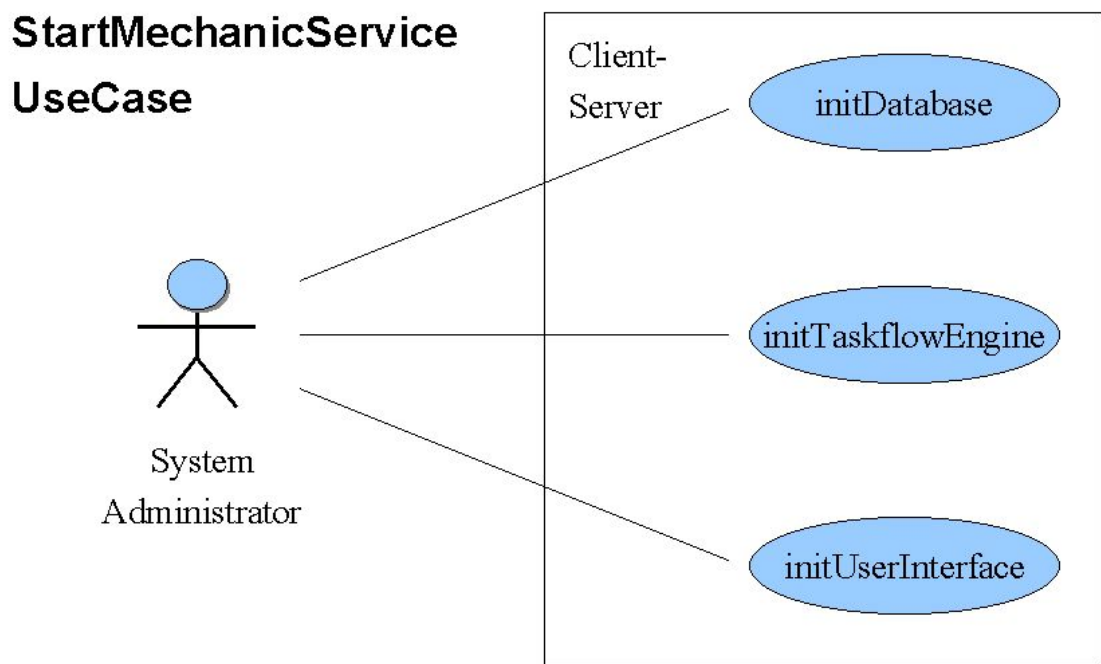 StartMechanicService
UseCase
Client-
Server
initDatabase
initTaskflowEngine
initUserInterface
System
Administrator